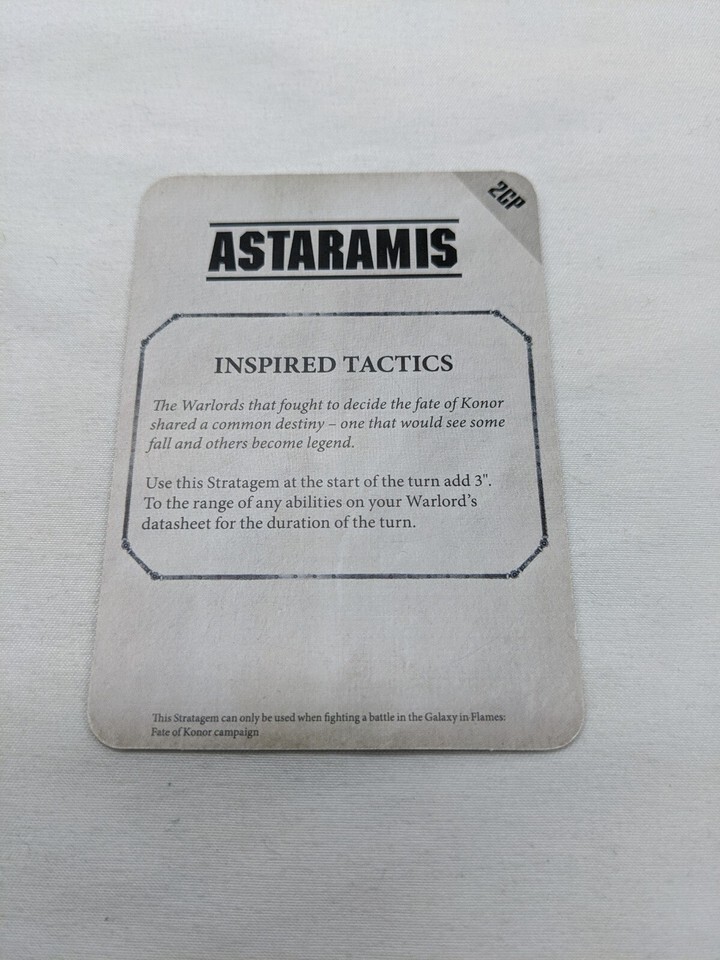 2CP
ASTARAMIS
INSPIRED TACTICS
The Warlords that fought to decide the fate of Konor
shared a common destiny – one that would see some
fall and others become legend.
Use this Stratagem at the start of the turn add 3".
To the range of any abilities on your Warlord's
datasheet for the duration of the turn.
This Stratagem can only be used when fighting a battle in the Galaxy in Flames:
Fate of Konor campaign